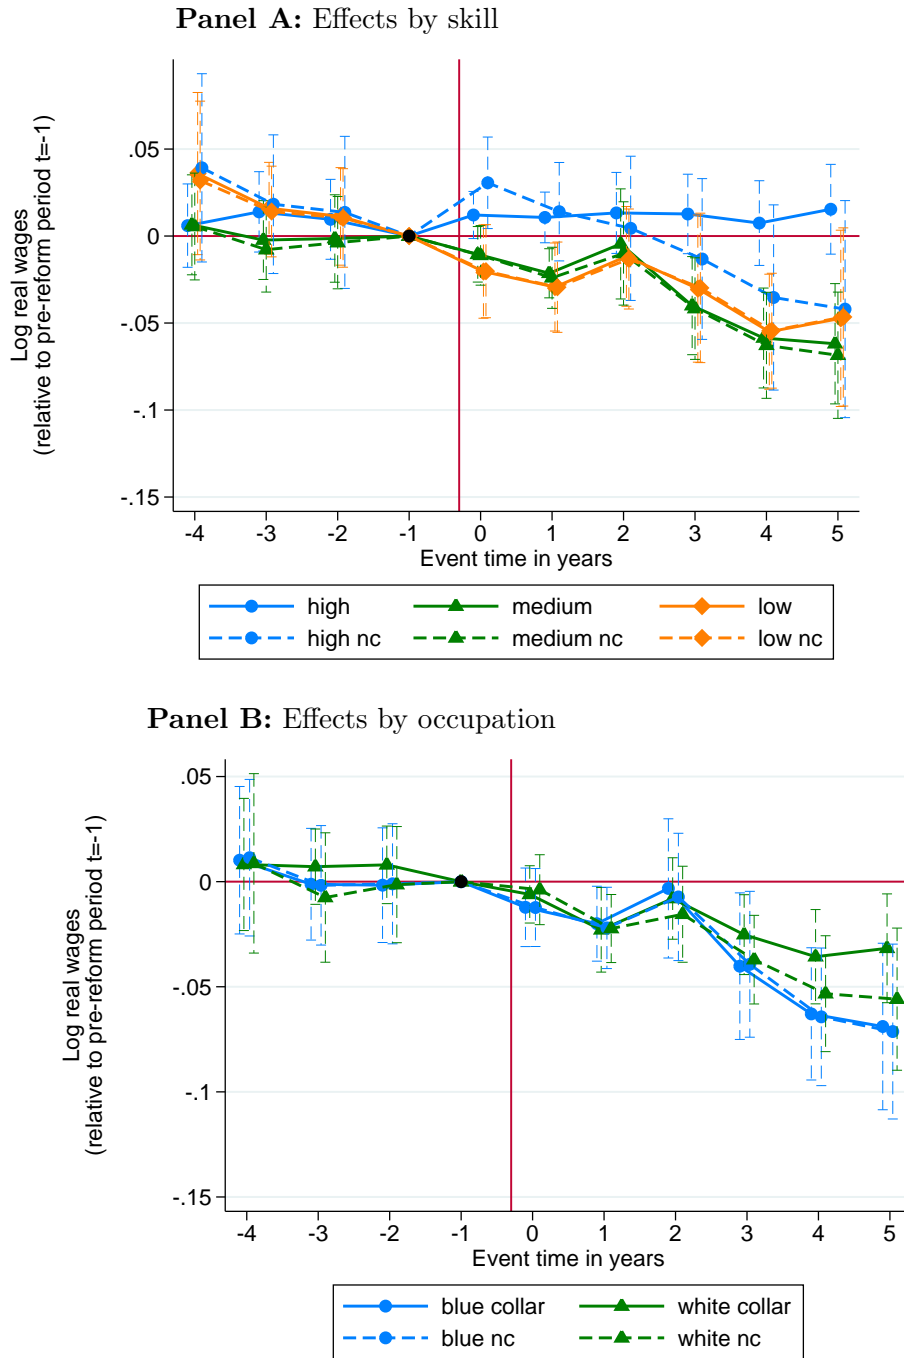 Panel A: Effects by skill
.05
0
-.05
-.1
-.15
Log real wages
(relative to pre-reform period t=-1)
-4 -3 -2 -1 0 1 2 3 4 5
Event time in years
high medium low
high nc medium nc low nc
Panel B: Effects by occupation
.05
0
-.05
-.1
-.15
Log real wages
(relative to pre-reform period t=-1)
-4 -3 -2 -1 0 1 2 3 4 5
Event time in years
blue collar white collar
blue nc white nc